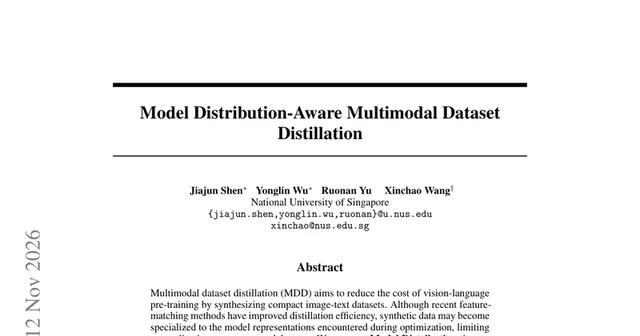 Model Distribution-Aware Multimodal Dataset
Distillation
Jiajun Shen* Yonglin Wu* Ruonan Yu Xinchao Wang†
National University of Singapore
{jiajun.shen,yonglin.wu,ruonan}@u.nus.edu
xinchao@nus.edu.sg
Abstract
Multimodal dataset distillation (MDD) aims to reduce the cost of vision-language
pre-training by synthesizing compact image-text datasets. Although recent feature-
matching methods have improved distillation efficiency, synthetic data may become
specialized to the model representations encountered during optimization, limiting
12 Nov 2026